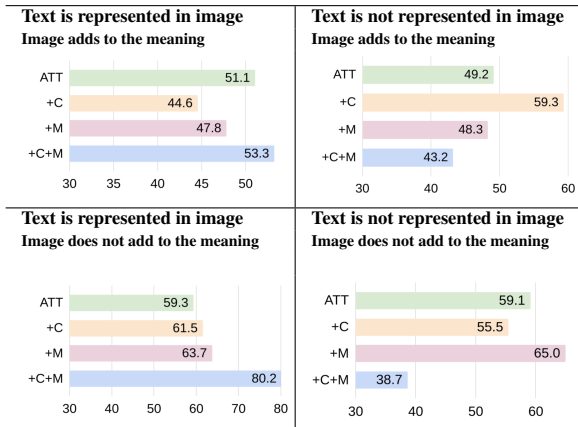 Text is represented in image
Image adds to the meaning
ATT 51.1
+C 44.6
+M 47.8
+C+M 53.3
30 35 40 45 50
Text is not represented in image
Image adds to the meaning
ATT 49.2
+C 59.3
+M 48.3
+C+M 43.2
30 40 50 60
Text is represented in image
Image does not add to the meaning
ATT 59.3
+C 61.5
+M 63.7
+C+M 80.2
30 40 50 60 70 80
Text is not represented in image
Image does not add to the meaning
ATT 59.1
+C 55.5
+M 65.0
+C+M 38.7
30 40 50 60